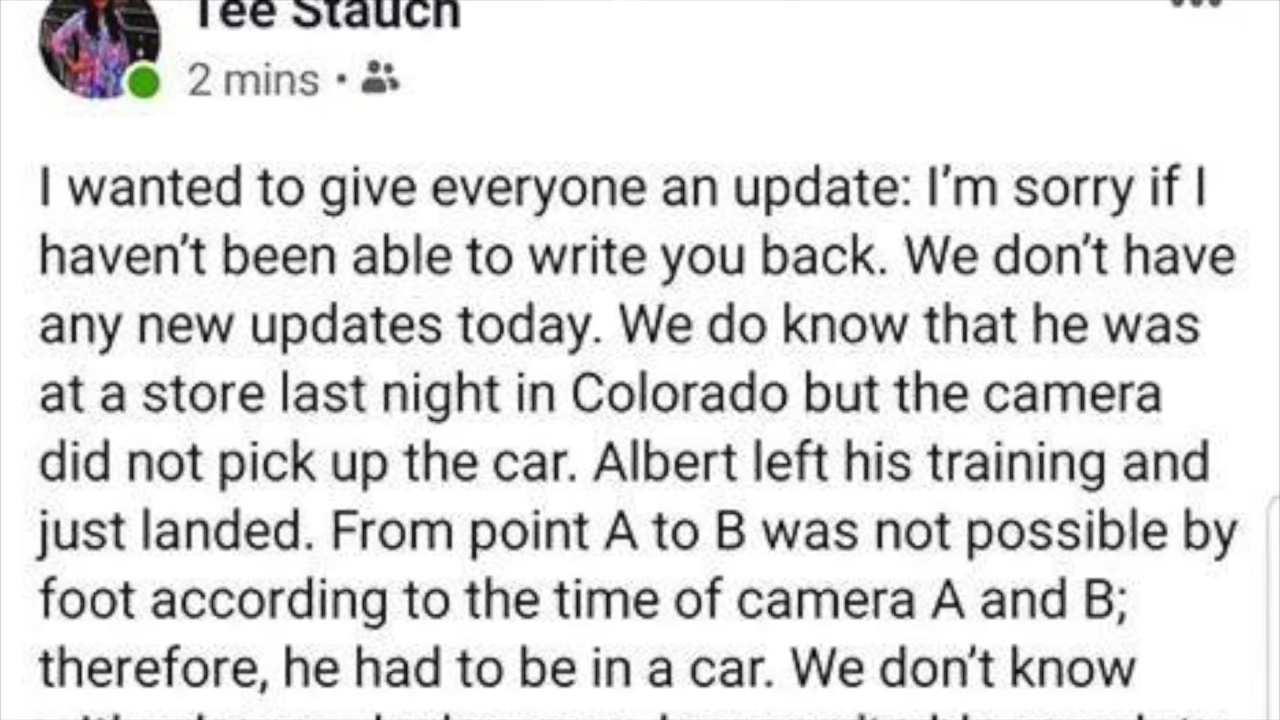 Tee Stauch
2 mins ·
I wanted to give everyone an update: I'm sorry if I
haven't been able to write you back. We don't have
any new updates today. We do know that he was
at a store last night in Colorado but the camera
did not pick up the car. Albert left his training and
just landed. From point A to B was not possible by
foot according to the time of camera A and B;
therefore, he had to be in a car. We don't know